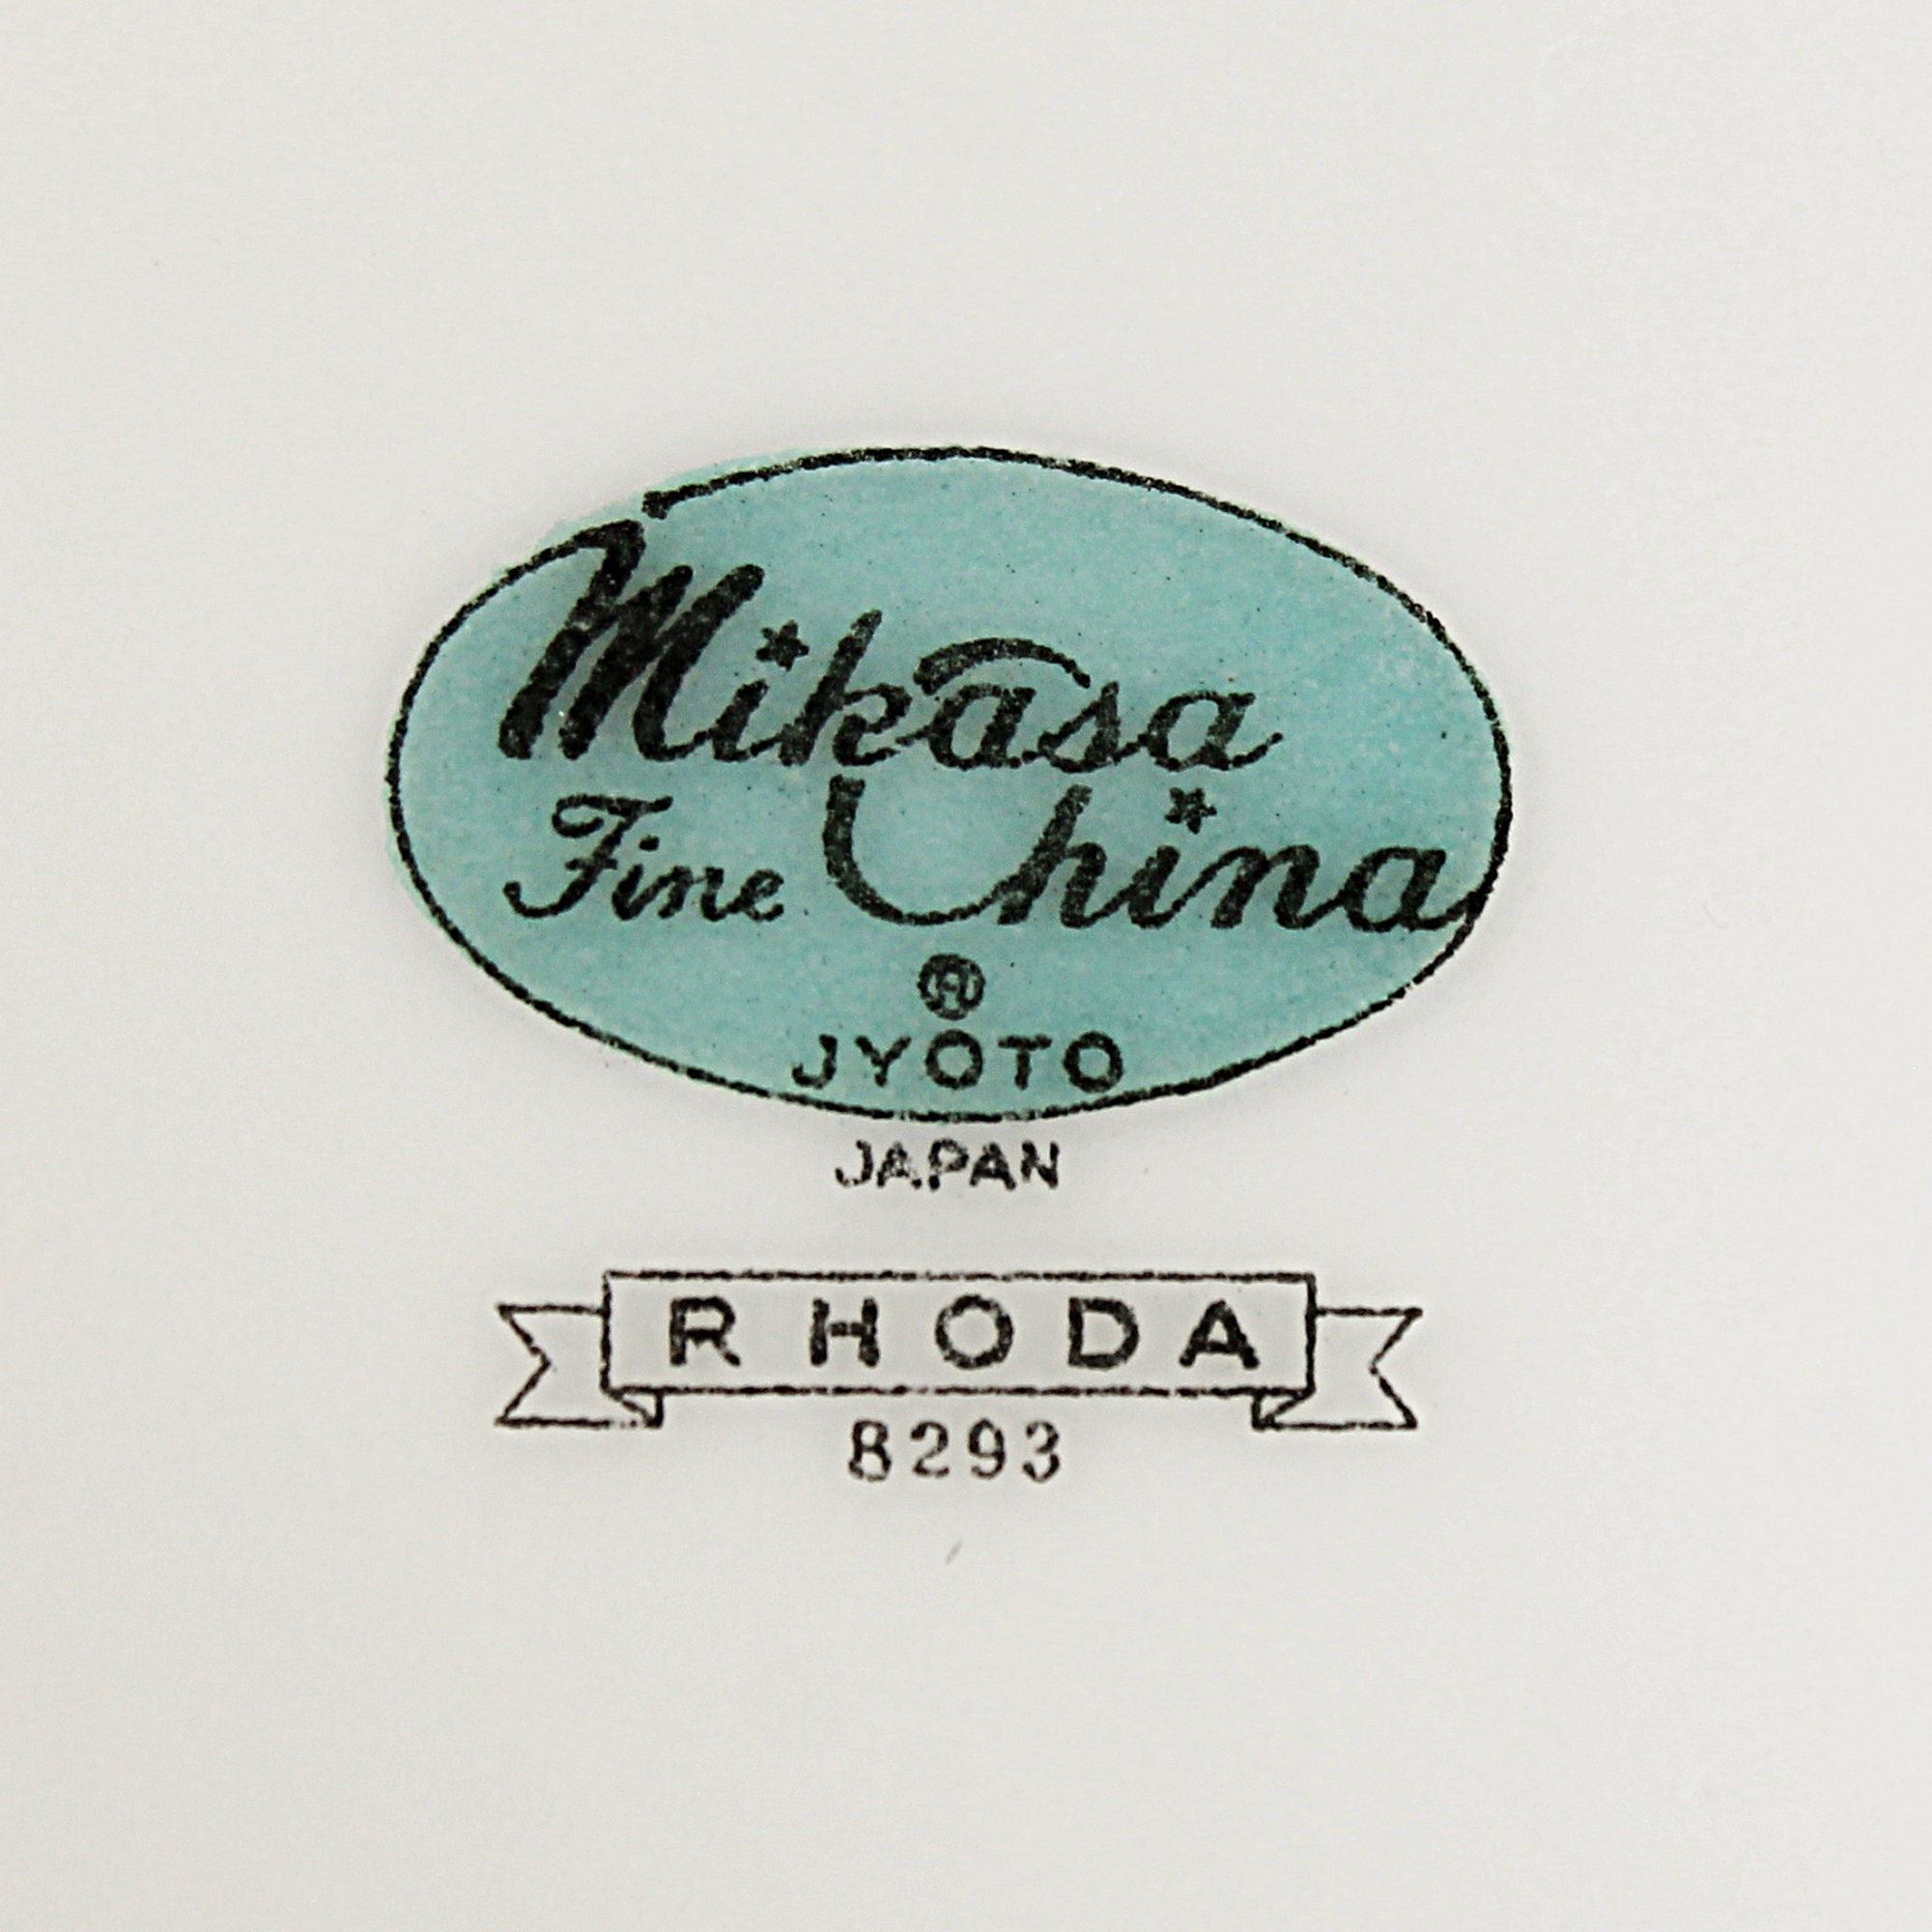 Mikasa
Fine China
®
JYOTO
JAPAN
RHODA
8293